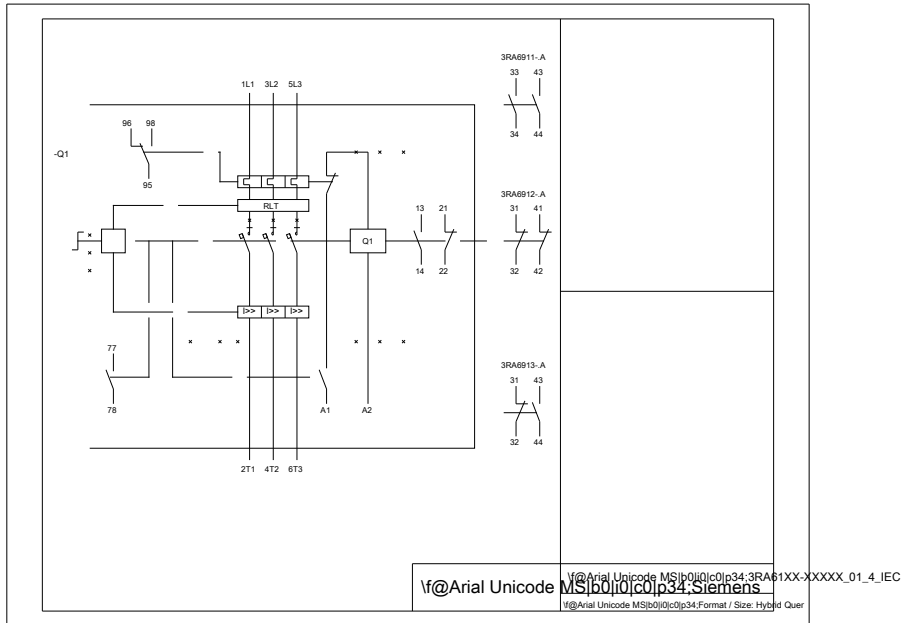 3RA6911-.A
33 43
34 44
1L1 3L2 5L3
96 98
-Q1
95
RLT
3RA6912-.A
31 41
13 21
Q1
14 22
32 42
I>> I>> I>>
77
3RA6913-.A
31 43
78
A1 A2
32 44
2T1 4T2 6T3
\f@Arial Unicode MS|b0|i0|c0|p34;Siemens
\f@Arial Unicode MS|b0|i0|c0|p34;3RA61XX-XXXXX_01_4_IEC
\f@Arial Unicode MS|b0|i0|c0|p34;Format / Size: Hybrid Quer